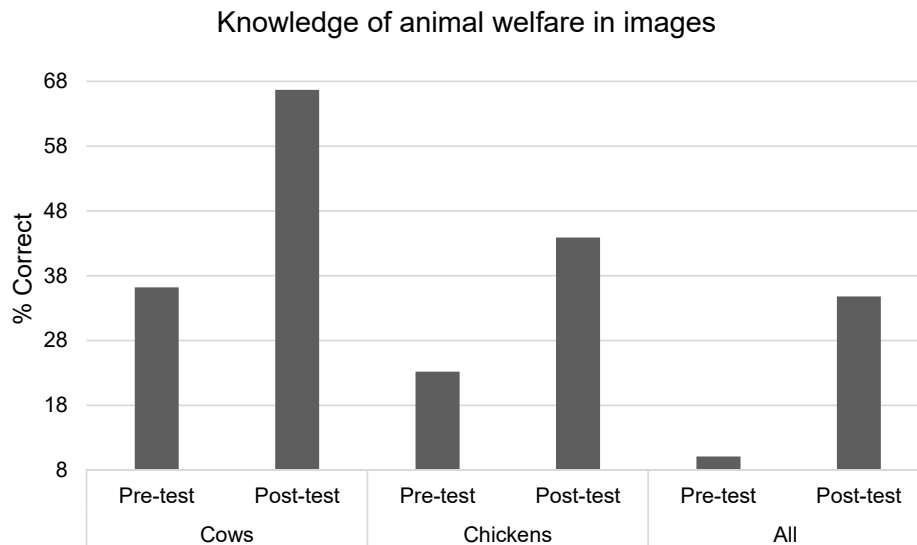 Knowledge of animal welfare in images
68
58
48
38
28
18
8
% Correct
Pre-test Post-test Pre-test Post-test Pre-test Post-test
Cows Chickens All